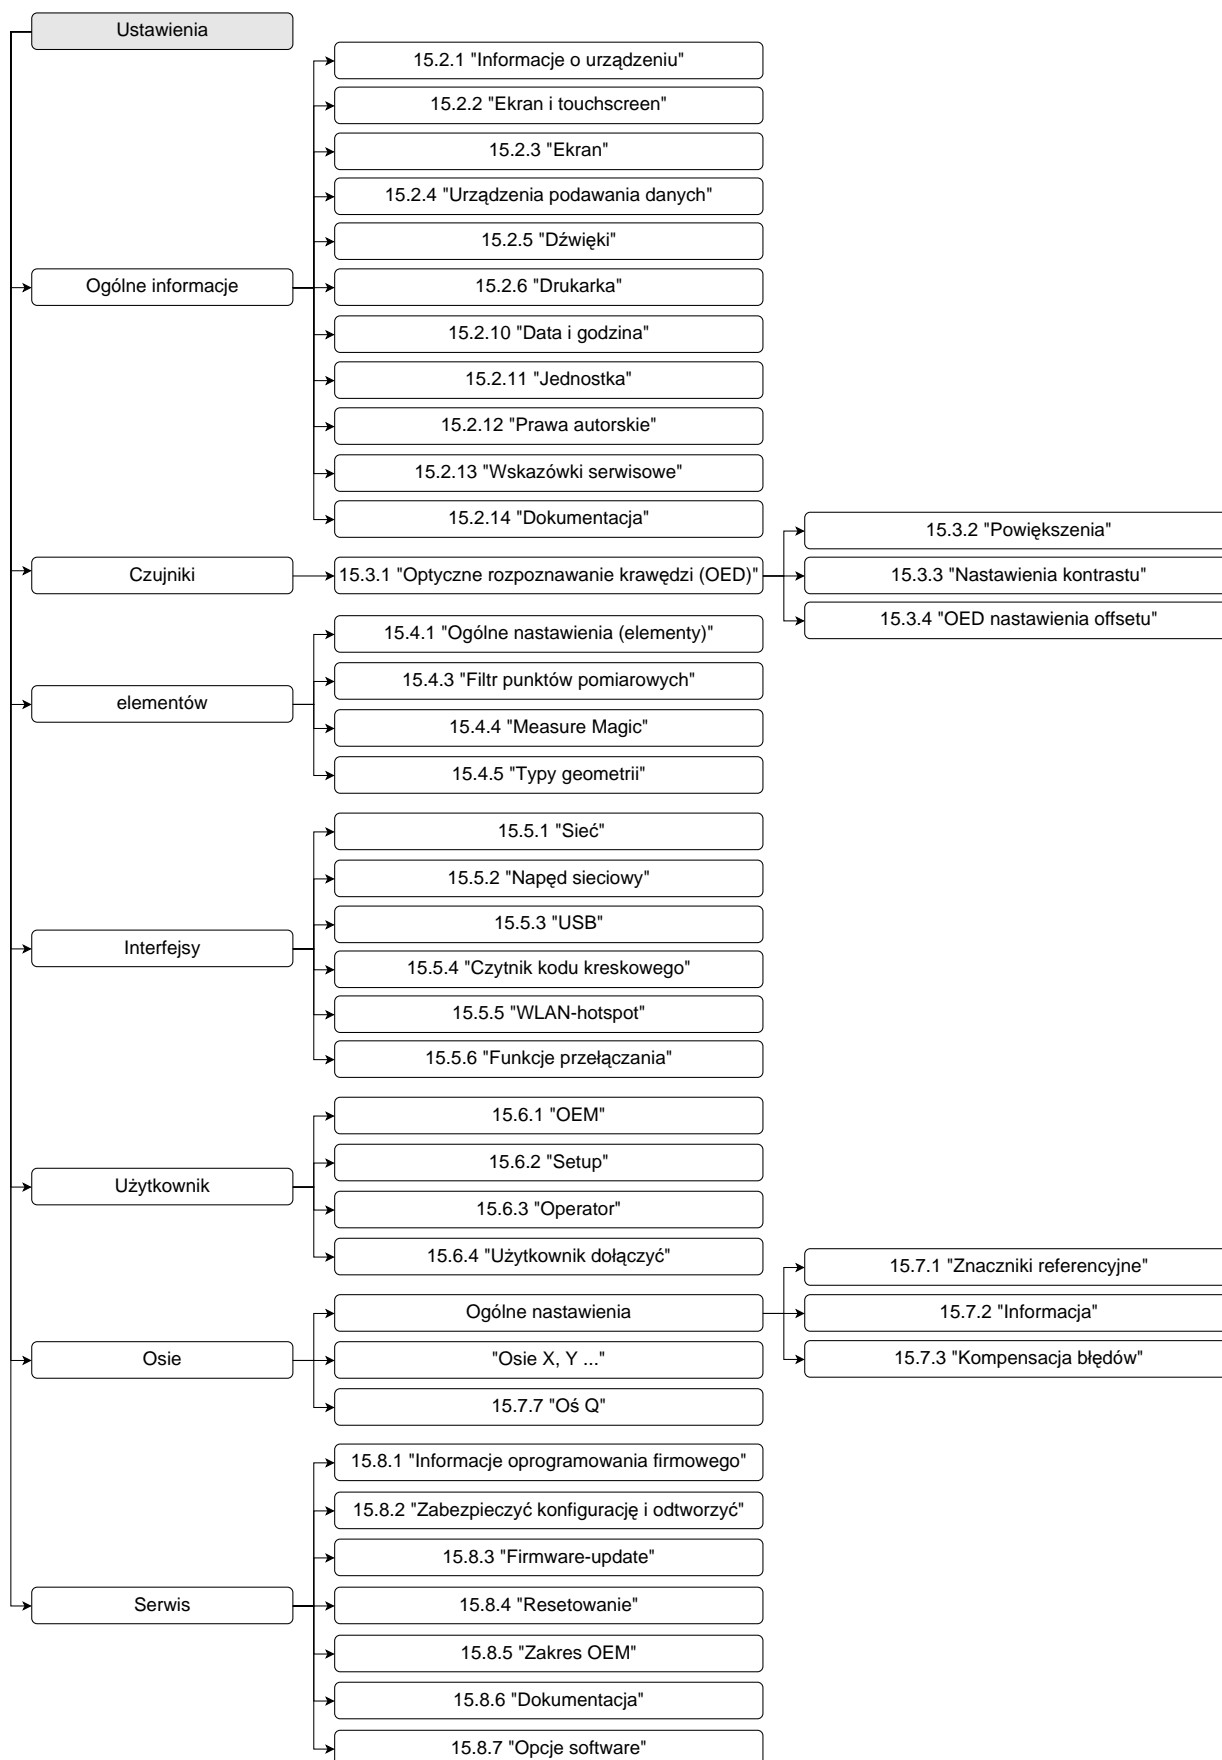 Ustawienia
Ogólne informacje
15.2.1 "Informacje o urządzeniu"
15.2.2 "Ekran i touchscreen"
15.2.3 "Ekran"
15.2.4 "Urządzenia podawania danych"
15.2.5 "Dźwięki"
15.2.6 "Drukarka"
15.2.10 "Data i godzina"
15.2.11 "Jednostka"
15.2.12 "Prawa autorskie"
15.2.13 "Wskazówki serwisowe"
15.2.14 "Dokumentacja"
Czujniki
15.3.1 "Optyczne rozpoznawanie krawędzi (OED)"
15.3.2 "Powiększenia"
15.3.3 "Nastawienia kontrastu"
15.3.4 "OED nastawienia offsetu"
elementów
15.4.1 "Ogólne nastawienia (elementy)"
15.4.3 "Filtr punktów pomiarowych"
15.4.4 "Measure Magic"
15.4.5 "Typy geometrii"
Interfejsy
15.5.1 "Sieć"
15.5.2 "Napęd sieciowy"
15.5.3 "USB"
15.5.4 "Czytnik kodu kreskowego"
15.5.5 "WLAN-hotspot"
15.5.6 "Funkcje przełączania"
Użytkownik
15.6.1 "OEM"
15.6.2 "Setup"
15.6.3 "Operator"
15.6.4 "Użytkownik dołączyć"
Osie
Ogólne nastawienia
15.7.1 "Znaczniki referencyjne"
15.7.2 "Informacja"
15.7.3 "Kompensacja błędów"
"Osie X, Y ..."
15.7.7 "Oś Q"
Serwis
15.8.1 "Informacje oprogramowania firmowego"
15.8.2 "Zabezpieczyć konfigurację i odtworzyć"
15.8.3 "Firmware-update"
15.8.4 "Resetowanie"
15.8.5 "Zakres OEM"
15.8.6 "Dokumentacja"
15.8.7 "Opcje software"